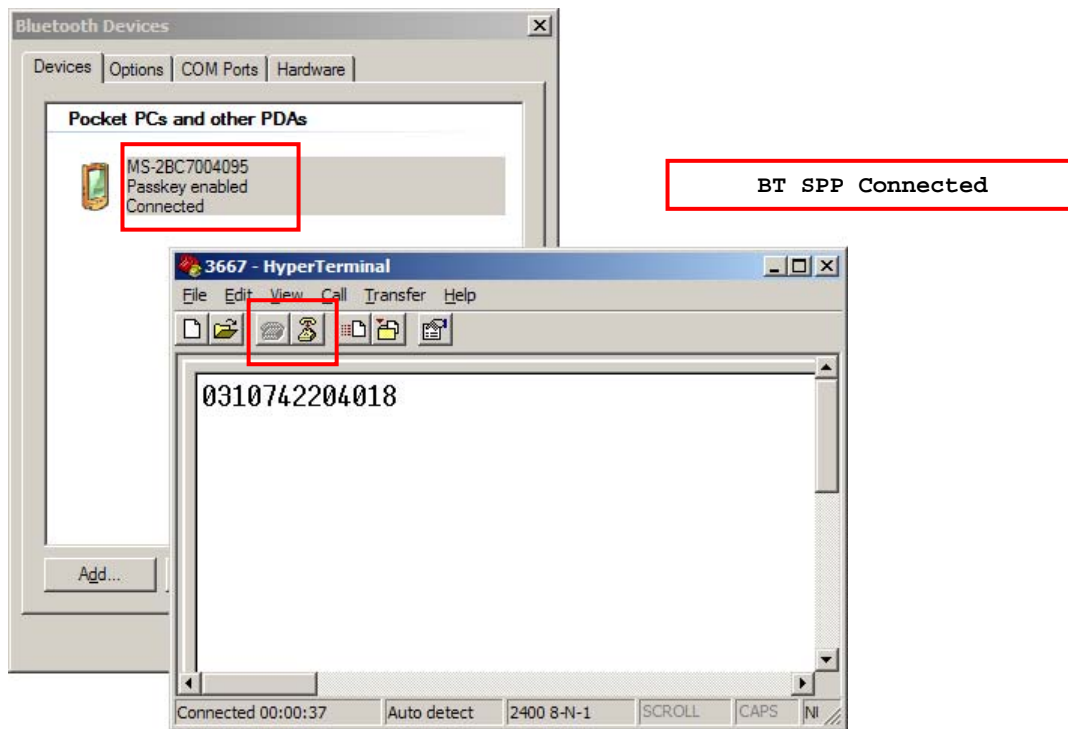 Bluetooth Devices
Devices Options COM Ports Hardware
Pocket PCs and other PDAs
MS-2BC7004095
Passkey enabled
Connected
BT SPP Connected
3667 - HyperTerminal
File Edit View Call Transfer Help
0310742204018
Add...
Connected 00:00:37 Auto detect 2400 8-N-1 SCROLL CAPS